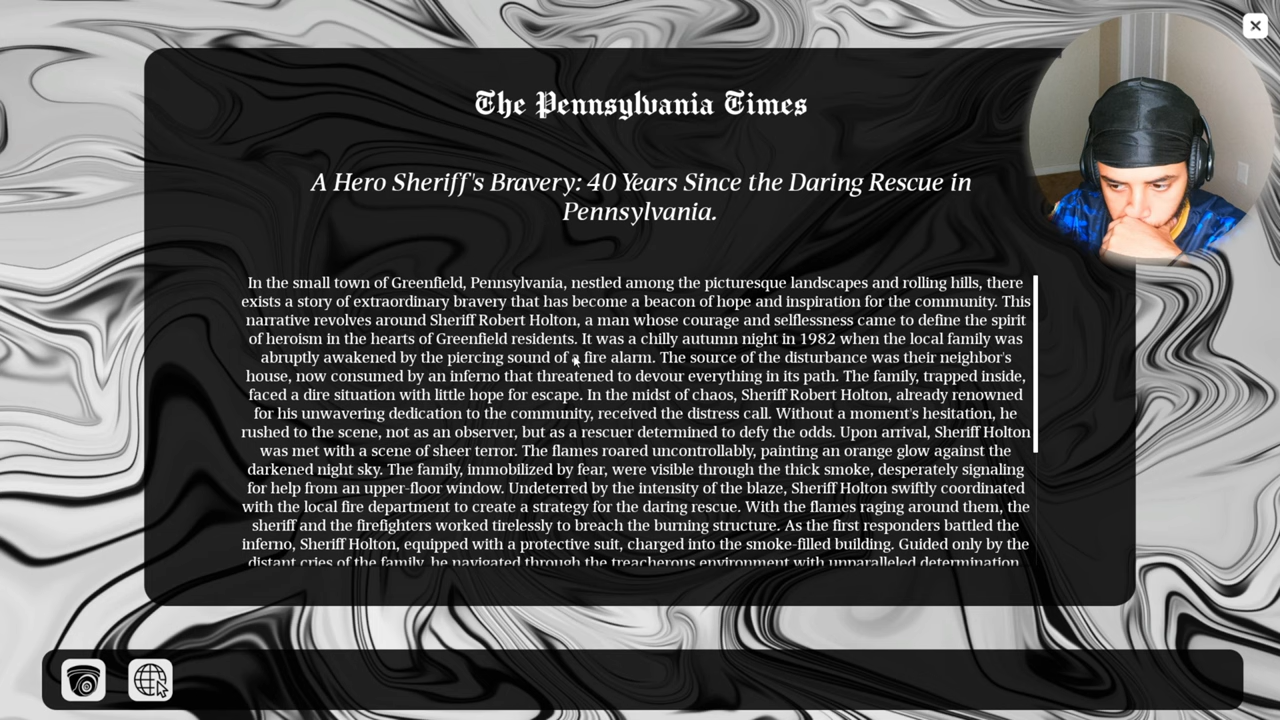 The Pennsylvania Times
A Hero Sheriff's Bravery: 40 Years Since the Daring Rescue in
Pennsylvania.
In the small town of Greenfield, Pennsylvania, nestled among the picturesque landscapes and rolling hills, there
exists a story of extraordinary bravery that has become a beacon of hope and inspiration for the community. This
narrative revolves around Sheriff Robert Holton, a man whose courage and selflessness came to define the spirit
of heroism in the hearts of Greenfield residents. It was a chilly autumn night in 1982 when the local family was
abruptly awakened by the piercing sound of a fire alarm. The source of the disturbance was their neighbor's
house, now consumed by an inferno that threatened to devour everything in its path. The family, trapped inside,
faced a dire situation with little hope for escape. In the midst of chaos, Sheriff Robert Holton, already renowned
for his unwavering dedication to the community, received the distress call. Without a moment's hesitation, he
rushed to the scene, not as an observer, but as a rescuer determined to defy the odds. Upon arrival, Sheriff Holton
was met with a scene of sheer terror. The flames roared uncontrollably, painting an orange glow against the
darkened night sky. The family, immobilized by fear, were visible through the thick smoke, desperately signaling
for help from an upper-floor window. Undeterred by the intensity of the blaze, Sheriff Holton swiftly coordinated
with the local fire department to create a strategy for the daring rescue. With the flames raging around them, the
sheriff and the firefighters worked tirelessly to breach the burning structure. As the first responders battled the
inferno, Sheriff Holton, equipped with a protective suit, charged into the smoke-filled building. Guided only by the
distant cries of the family, he navigated through the treacherous environment with unparalleled determination.